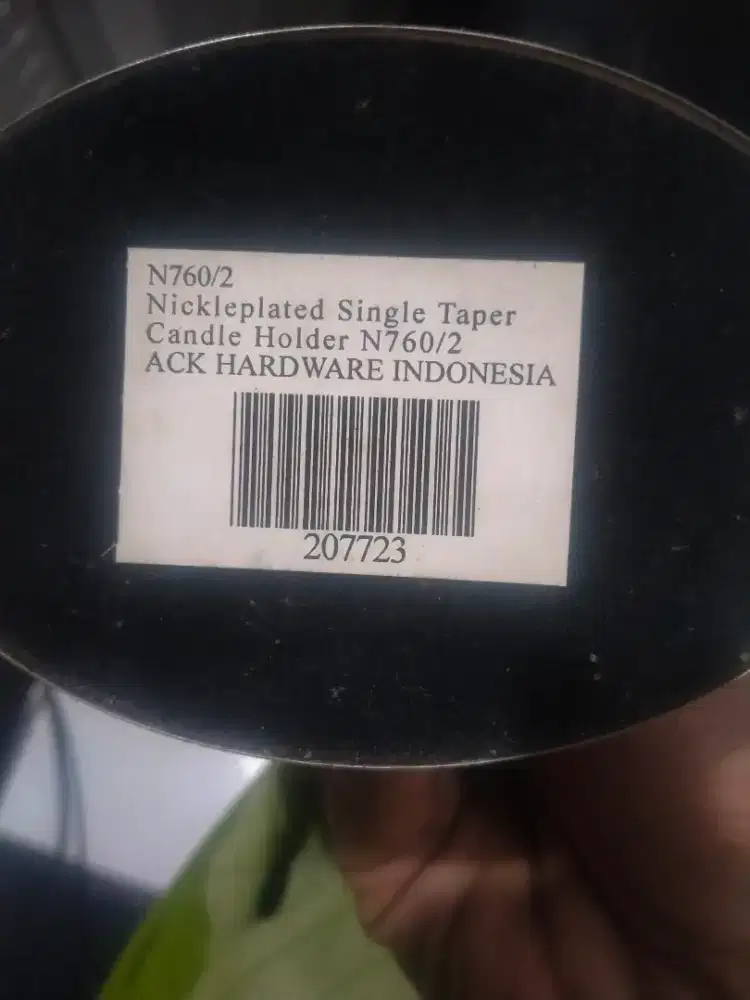 N760/2
Nickleplated Single Taper
Candle Holder N760/2
ACK HARDWARE INDONESIA
207723